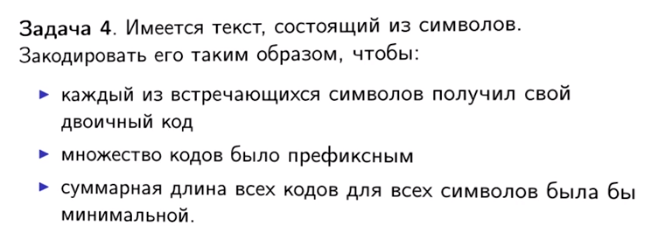 Задача 4. Имеется текст, состоящий из символов.
Закодировать его таким образом, чтобы:
▶ каждый из встречающихся символов получил свой
двоичный код
▶ множество кодов было префиксным
▶ суммарная длина всех кодов для всех символов была бы
минимальной.